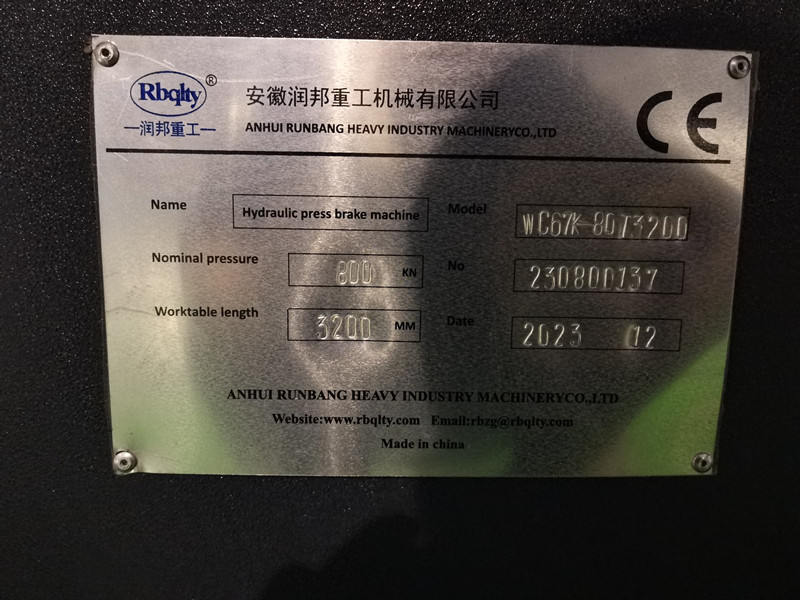 Rbqlty®
—润邦重工—
安徽润邦重工机械有限公司
ANHUI RUNBANG HEAVY INDUSTRY MACHINERYCO.,LTD
CE
Name Hydraulic press brake machine Model WC67K-80T3200
Nominal pressure 800 KN No 230800137
Worktable length 3200 MM Date 2023 12
ANHUI RUNBANG HEAVY INDUSTRY MACHINERYCO.,LTD
Website:www.rbqlty.com Email:rbzg@rbqlty.com
Made in china